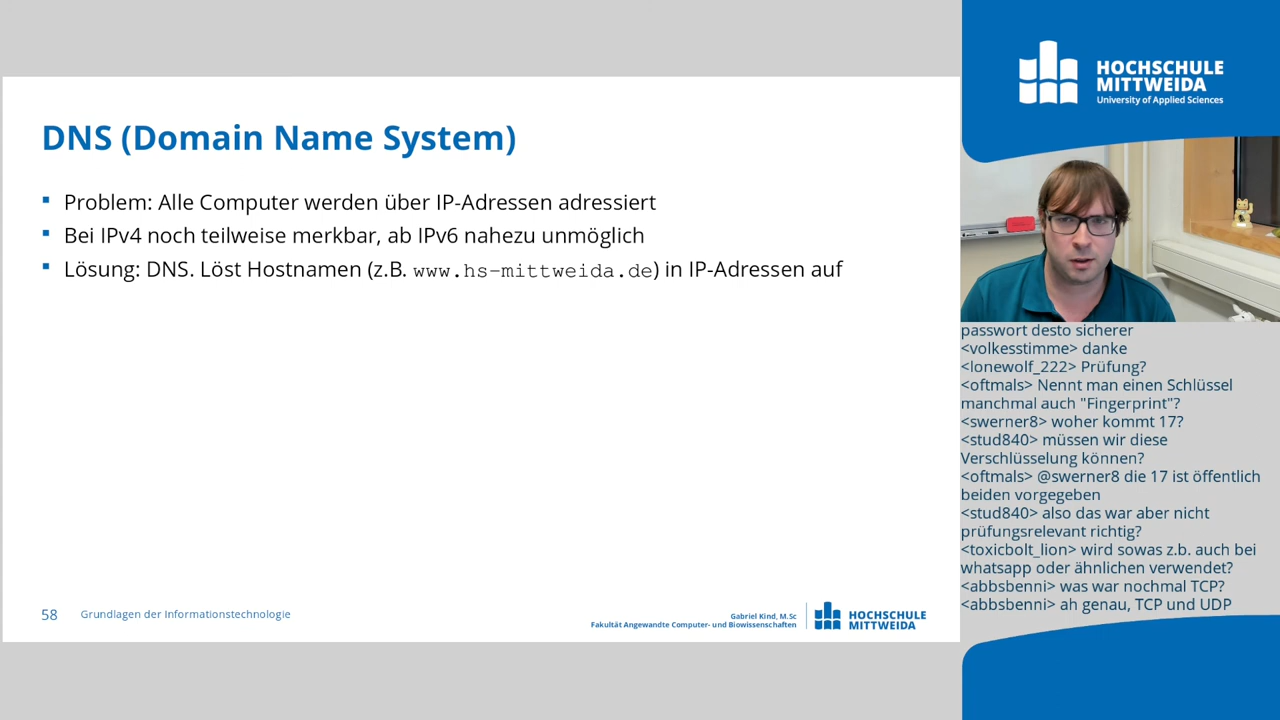 DNS (Domain Name System)
Problem: Alle Computer werden über IP-Adressen adressiert
Bei IPv4 noch teilweise merkbar, ab IPv6 nahezu unmöglich
Lösung: DNS. Löst Hostnamen (z.B. www.hs-mittweida.de) in IP-Adressen auf
58 Grundlagen der Informationstechnologie
Gabriel Kind, M.Sc
Fakultät Angewandte Computer- und Biowissenschaften
HOCHSCHULE
MITTWEIDA
HOCHSCHULE
MITTWEIDA
University of Applied Sciences
passwort desto sicherer
<volkesstimme> danke
<lonewolf_222> Prüfung?
<oftmals> Nennt man einen Schlüssel
manchmal auch "Fingerprint"?
<swerner8> woher kommt 17?
<stud840> müssen wir diese
Verschlüsselung können?
<oftmals> @swerner8 die 17 ist öffentlich
beiden vorgegeben
<stud840> also das war aber nicht
prüfungsrelevant richtig?
<toxicbolt_lion> wird sowas z.b. auch bei
whatsapp oder ähnlichen verwendet?
<abbsbenni> was war nochmal TCP?
<abbsbenni> ah genau, TCP und UDP